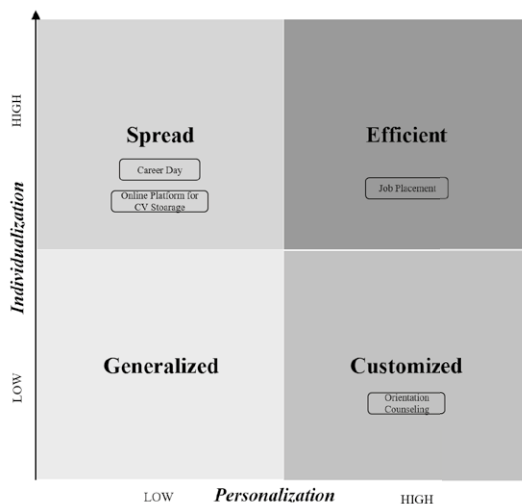 HIGH
Individualization
LOW
Spread
Career Day
Online Platform for
CV Stoarage
Efficient
Job Placement
Generalized
Customized
Orientation
Counseling
LOW
Personalization
HIGH